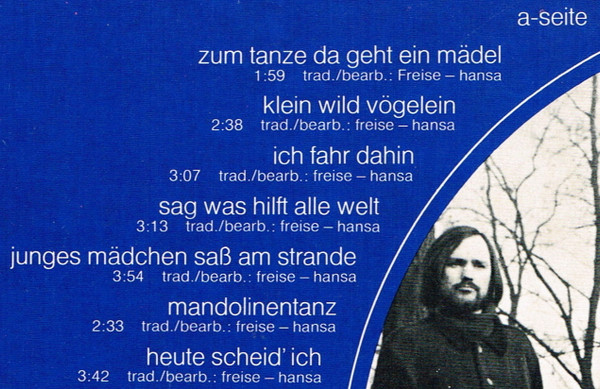 a-seite
zum tanze da geht ein mädel
1:59 trad./bearb.: Freise – hansa
klein wild vögelein
2:38 trad./bearb.: freise – hansa
ich fahr dahin
3:07 trad./bearb.: freise – hansa
sag was hilft alle welt
3:13 trad./bearb.: freise – hansa
junges mädchen saß am strande
3:54 trad./bearb.: freise – hansa
mandolinentanz
2:33 trad./bearb.: freise – hansa
heute scheid' ich
3:42 trad./bearb.: freise – hansa